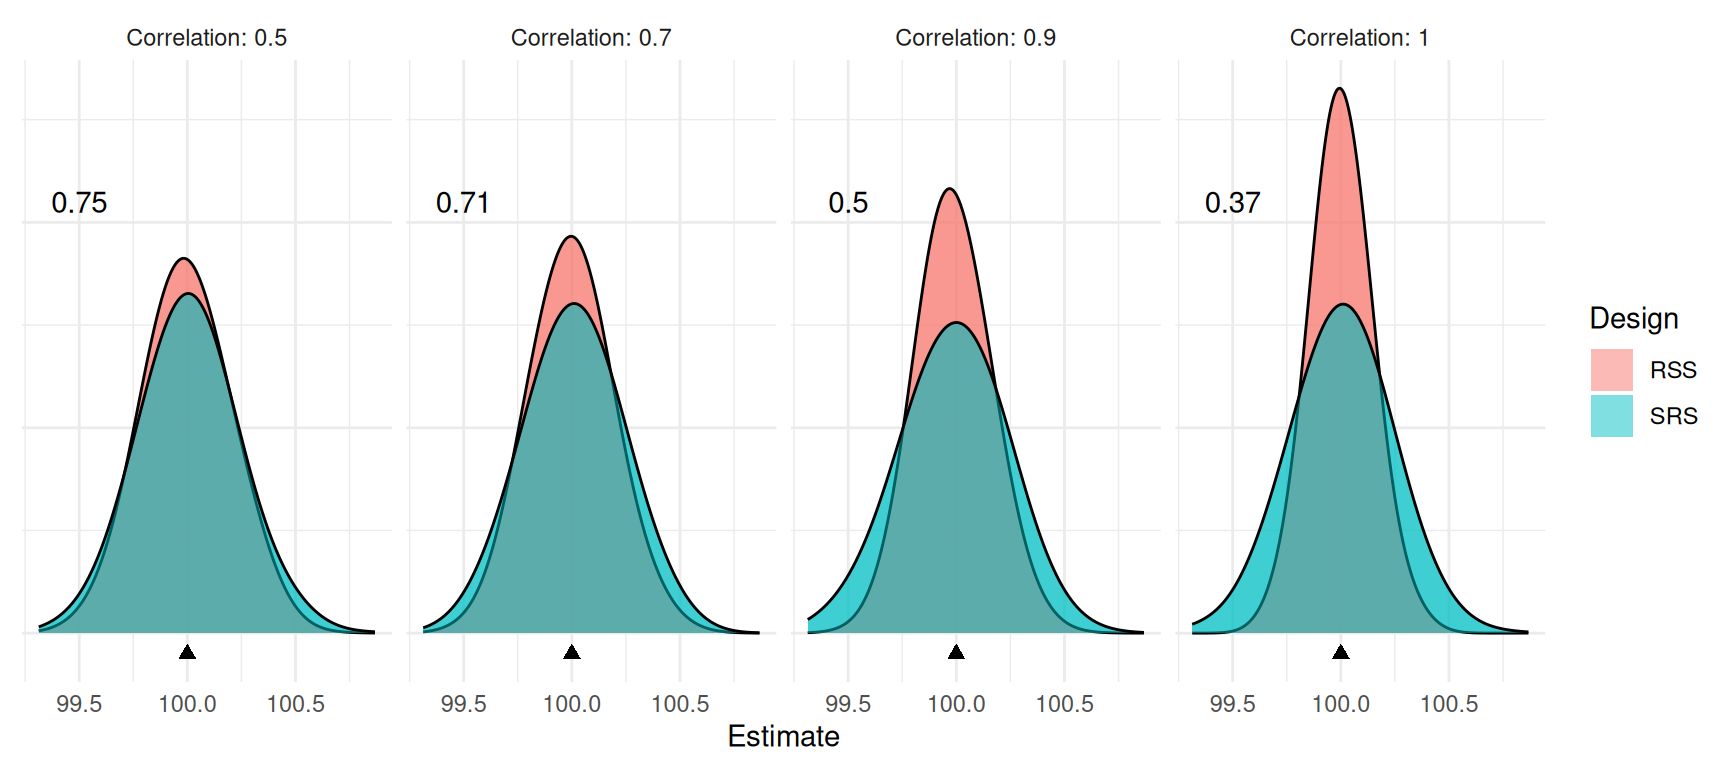 Correlation: 0.5
Correlation: 0.7
Correlation: 0.9
Correlation: 1
0.75
0.71
0.5
0.37
99.5 100.0 100.5
99.5 100.0 100.5
99.5 100.0 100.5
99.5 100.0 100.5
Estimate
Design
RSS
SRS